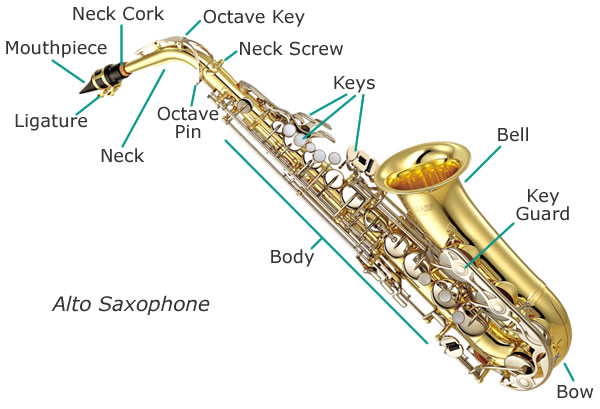 Neck Cork
Octave Key
Mouthpiece
Neck Screw
Keys
Ligature
Octave
Pin
Neck
Bell
Key
Guard
Body
Alto Saxophone
Bow